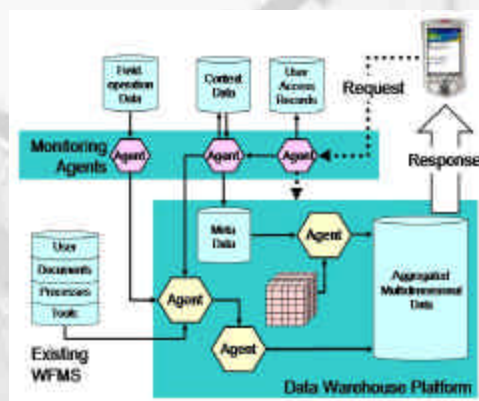 Field-
operation
Data
Context
Data
User
Access
Records
Request
Monitoring
Agents
Agent
Agent
Agent
Response
User
Documents
Processes
Tools
Meta
Data
Agent
Agent
Agent
Aggregated
Multidimensional
Data
Existing
WFMS
Data Warehouse Platform